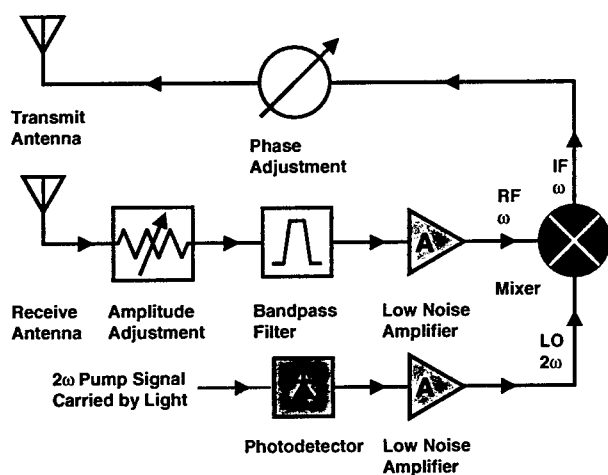 Transmit
Antenna
Phase
Adjustment
IF
ω
RF
ω
A
Mixer
Receive
Antenna
Amplitude
Adjustment
Bandpass
Filter
Low Noise
Amplifier
LO
2ω
2ω Pump Signal
Carried by Light
A
Photodetector
Low Noise
Amplifier